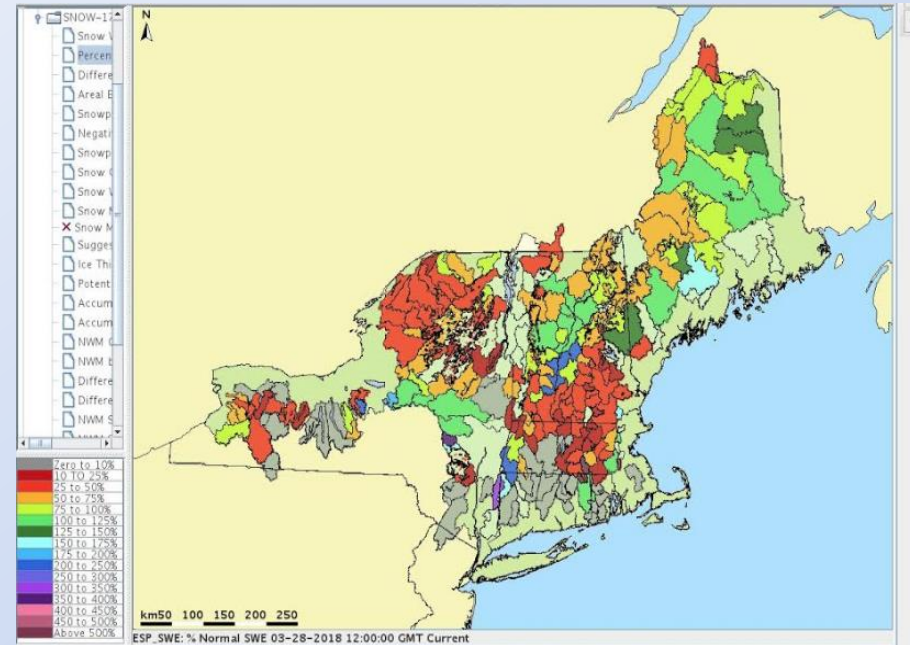 SNOW-17
Snow
Percen
Differe
Areal E
Snowp
Negati
Snowp
Snow
Snow
Snow
Snow M
Sugges
Ice Thi
Potent
Accum
Accum
NWM
NWM
Differe
Differe
NWM S
N
Zero to 10%
10 TO 25%
25 to 50%
50 to 75%
75 to 100%
100 to 125%
125 to 150%
150 to 175%
175 to 200%
200 to 250%
250 to 300%
300 to 350%
350 to 400%
400 to 450%
450 to 500%
Above 500%
km50 100 150 200 250
ESP_SWE: % Normal SWE 03-28-2018 12:00:00 GMT Current